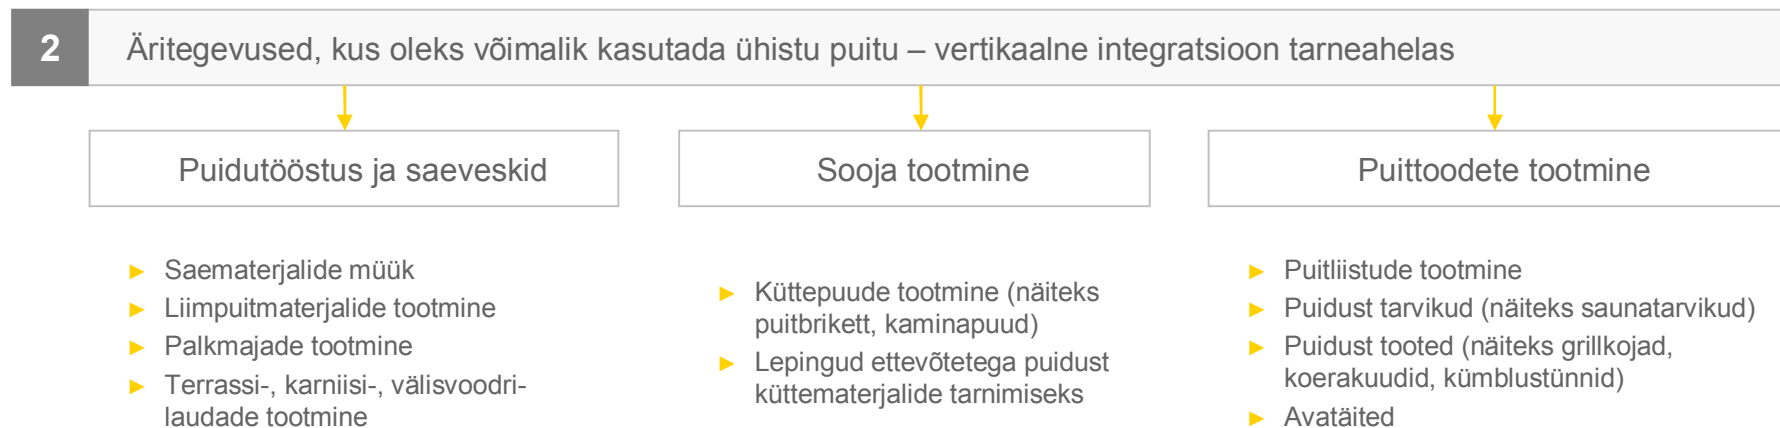 2
Äritegevused, kus oleks võimalik kasutada ühistu puitu – vertikaalne integratsioon tarneahelas
Puidutööstus ja saeveskid
► Saematerjalide müük
► Liimpuitmaterjalide tootmine
► Palkmajade tootmine
► Terrassi-, karniisi-, välisvoodri-
laudade tootmine
Sooja tootmine
► Küttepuude tootmine (näiteks
puitbrikett, kaminapuud)
► Lepingud ettevõtetega puidust
küttematerjalide tarnimiseks
Puittoodete tootmine
► Puitliistude tootmine
► Puidust tarvikud (näiteks saunatarvikud)
► Puidust tooted (näiteks grillkojad,
koerakuudid, kümblustünnid)
► Avatäited